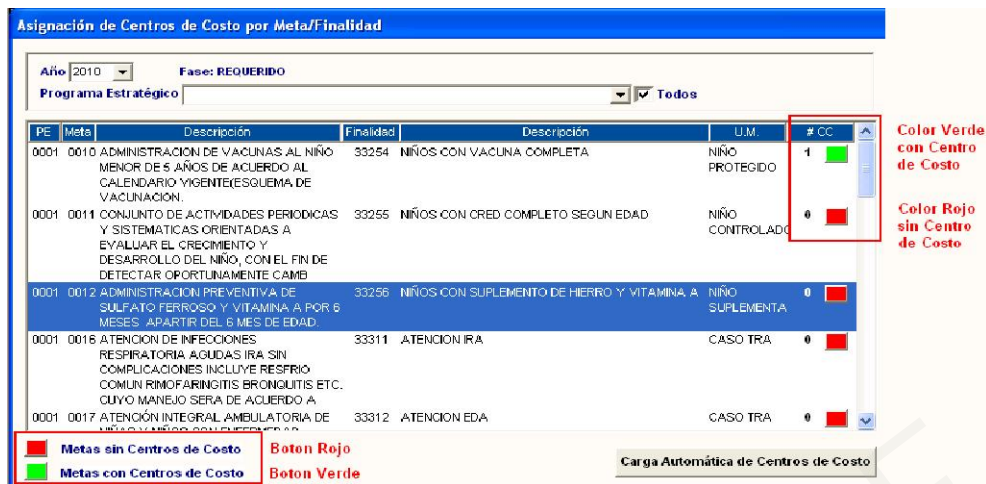 Asignación de Centros de Costo por Meta/Finalidad
Año 2010 Fase: REQUERIDO
Programa Estratégico Todos
PE Meta Descripción Finalidad Descripción U.M. # CC
0001 0010 ADMINISTRACION DE VACUNAS AL NIÑO 33254 NIÑOS CON VACUNA COMPLETA NIÑO 1
MENOR DE 5 AÑOS DE ACUERDO AL PROTEGIDO
CALENDARIO VIGENTE(ESQUEMA DE
VACUNACION.
0001 0011 CONJUNTO DE ACTIVIDADES PERIODICAS 33255 NIÑOS CON CRED COMPLETO SEGUN EDAD NIÑO 0
Y SISTEMATICAS ORIENTADAS A CONTROLADO
EVALUAR EL CRECIMIENTO Y
DESARROLLO DEL NIÑO, CON EL FIN DE
DETECTAR OPORTUNAMENTE CAMB
0001 0012 ADMINISTRACION PREVENTIVA DE 33256 NIÑOS CON SUPLEMENTO DE HIERRO Y VITAMINA A NIÑO 0
SULFATO FERROSO Y VITAMINA A POR 6 SUPLEMENTA
MESES APARTIR DEL 6 MES DE EDAD.
0001 0016 ATENCION DE INFECCIONES 33311 ATENCION IRA CASO TRA 0
RESPIRATORIA AGUDAS IRA SIN
COMPLICACIONES INCLUYE RESFRIO
COMUN RIMOFARINGITIS BRONQUITIS ETC.
CUYO MANEJO SERA DE ACUERDO A
0001 0017 ATENCIÓN INTEGRAL AMBULATORIA DE 33312 ATENCION EDA CASO TRA 0
Color Verde
con Centro
de Costo
Color Rojo
sin Centro
de Costo
Metas sin Centros de Costo Boton Rojo
Metas con Centros de Costo Boton Verde
Carga Automática de Centros de Costo